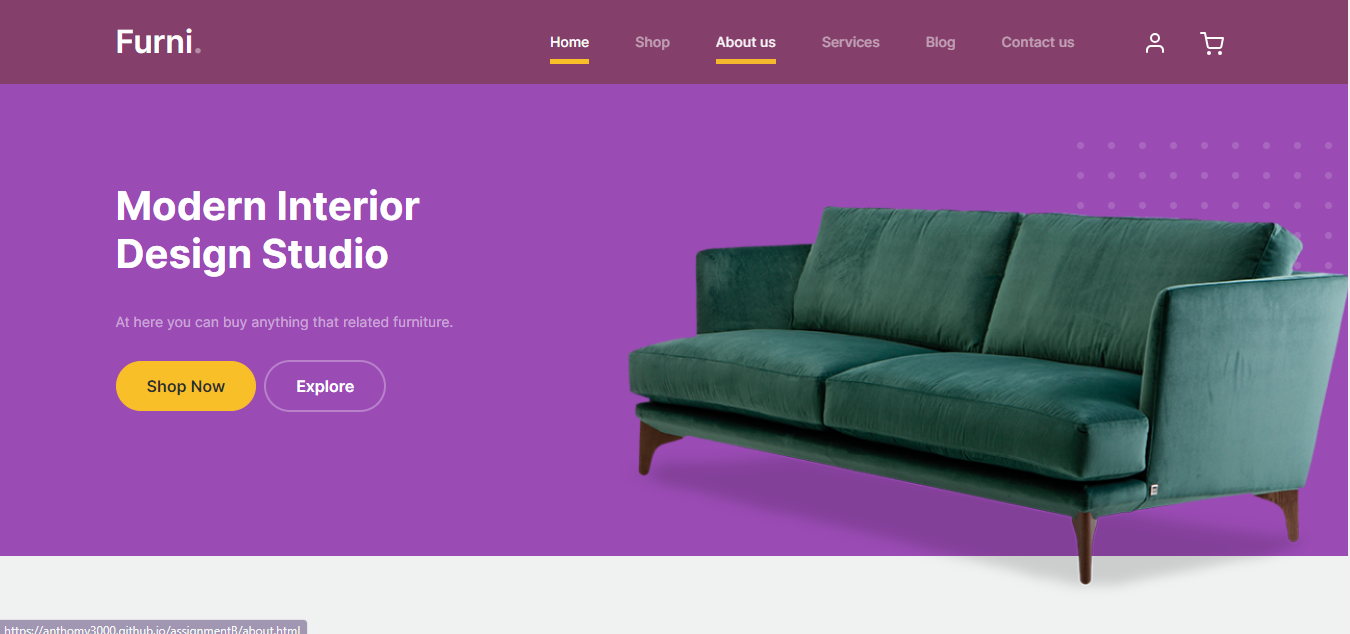 Furni.
Home Shop About us Services Blog Contact us
Modern Interior
Design Studio
At here you can buy anything that related furniture.
Shop Now Explore
https://anthomy3000.github.io/assignment8/about.html